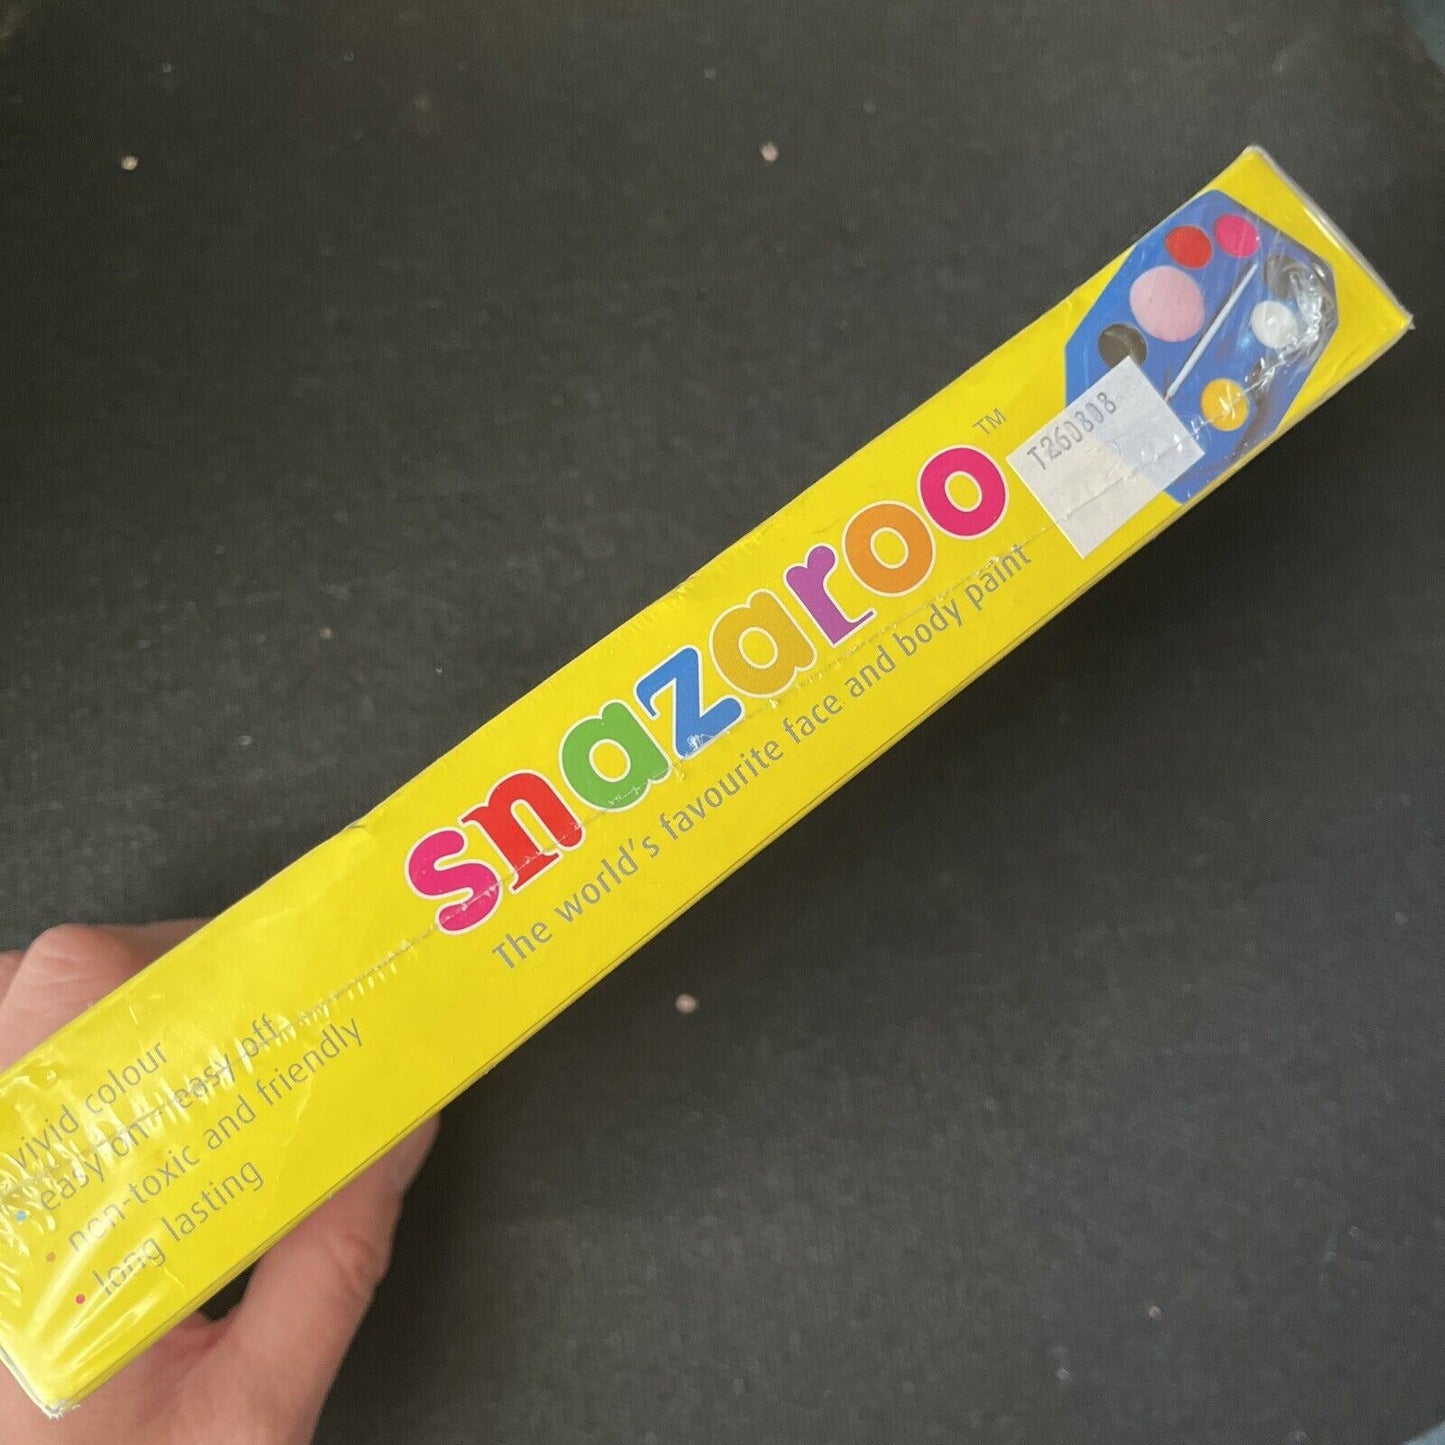 snazaroo™
The world's favourite face and body paint
T260808
vivid colour
• easy on - easy off
• non-toxic and friendly
• long lasting